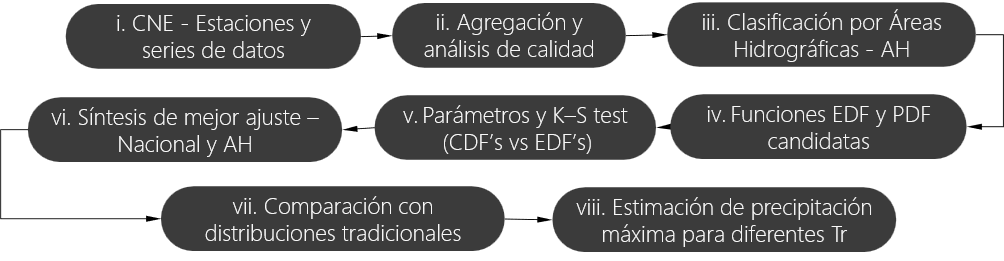 i. CNE - Estaciones y
series de datos
ii. Agregación y
análisis de calidad
iii. Clasificación por Áreas
Hidrográficas - AH
iv. Funciones EDF y PDF
candidatas
v. Parámetros y K–S test
(CDF’s vs EDF’s)
vi. Síntesis de mejor ajuste –
Nacional y AH
vii. Comparación con
distribuciones tradicionales
viii. Estimación de precipitación
máxima para diferentes Tr